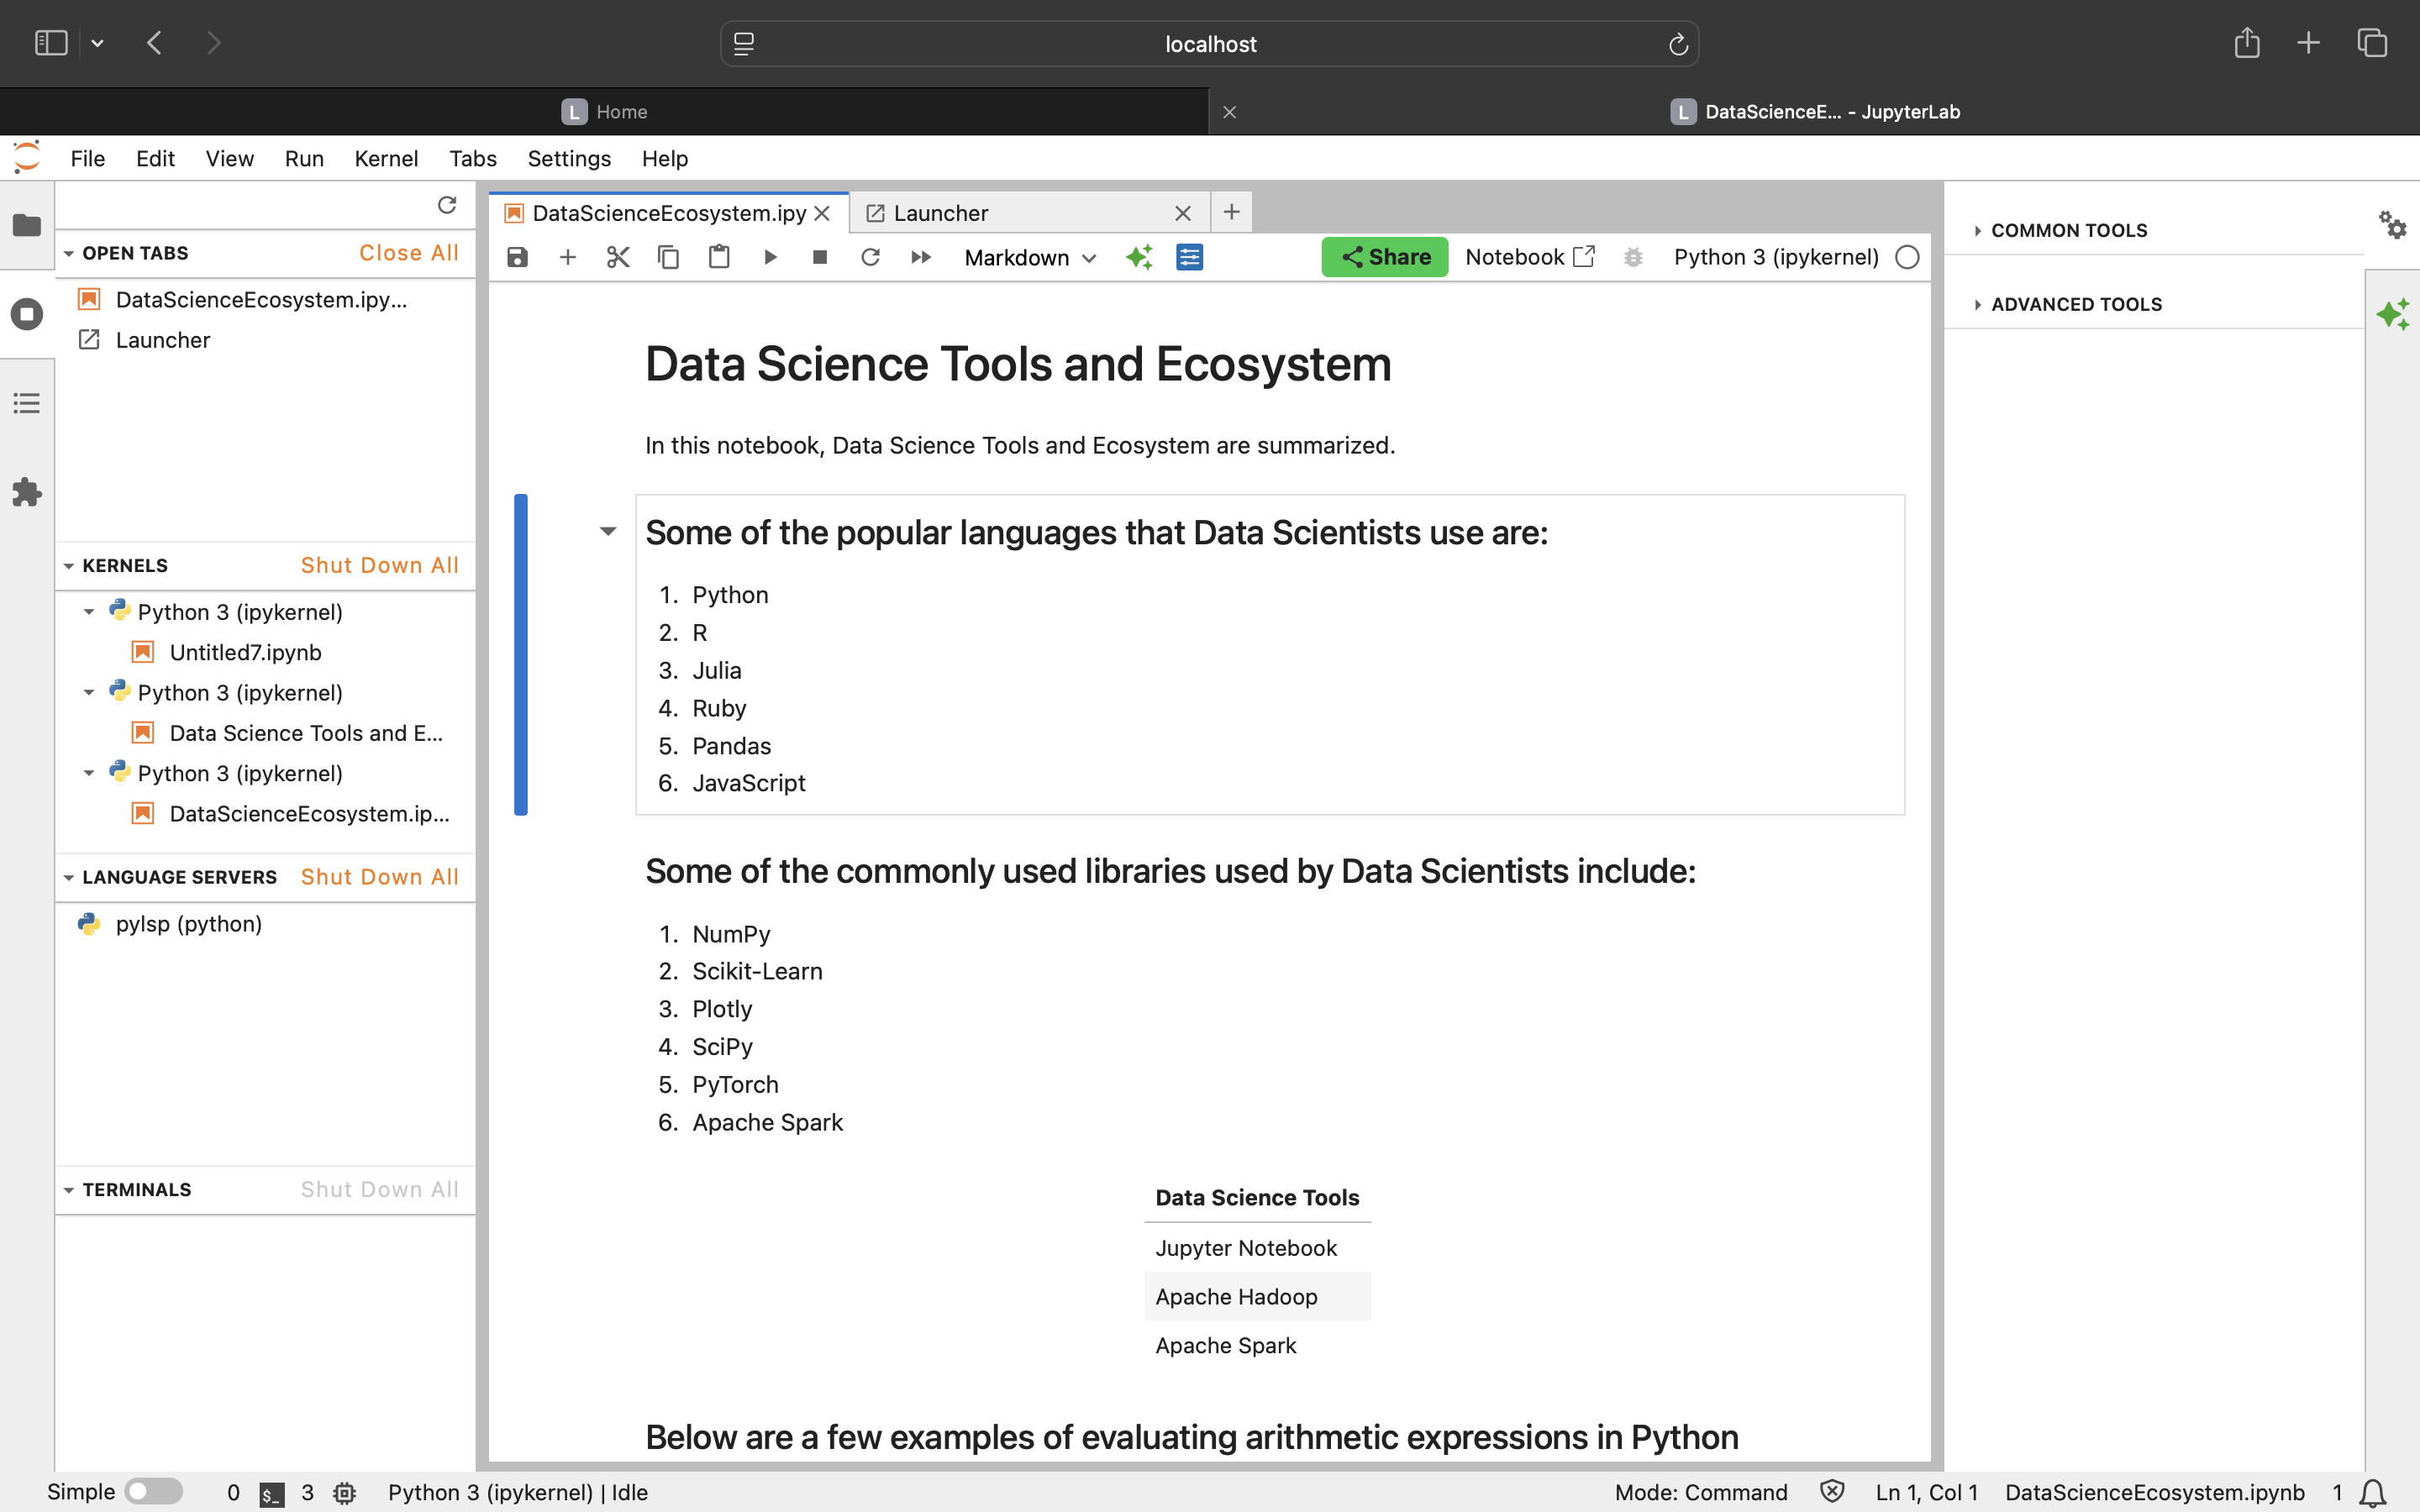 localhost
L Home
L DataScienceE... - JupyterLab
File Edit View Run Kernel Tabs Settings Help
OPEN TABS Close All
DataScienceEcosystem.ipy...
Launcher
KERNELS Shut Down All
Python 3 (ipykernel)
Untitled7.ipynb
Python 3 (ipykernel)
Data Science Tools and E...
Python 3 (ipykernel)
DataScienceEcosystem.ip...
LANGUAGE SERVERS Shut Down All
pylsp (python)
TERMINALS Shut Down All
DataScienceEcosystem.ipy Launcher
Markdown Share Notebook Python 3 (ipykernel)
Data Science Tools and Ecosystem
In this notebook, Data Science Tools and Ecosystem are summarized.
Some of the popular languages that Data Scientists use are:
1. Python
2. R
3. Julia
4. Ruby
5. Pandas
6. JavaScript
Some of the commonly used libraries used by Data Scientists include:
1. NumPy
2. Scikit-Learn
3. Plotly
4. SciPy
5. PyTorch
6. Apache Spark
Data Science Tools
Jupyter Notebook
Apache Hadoop
Apache Spark
Below are a few examples of evaluating arithmetic expressions in Python
COMMON TOOLS
ADVANCED TOOLS
Simple 0 $_ 3 Python 3 (ipykernel) | Idle Mode: Command Ln 1, Col 1 DataScienceEcosystem.ipynb 1